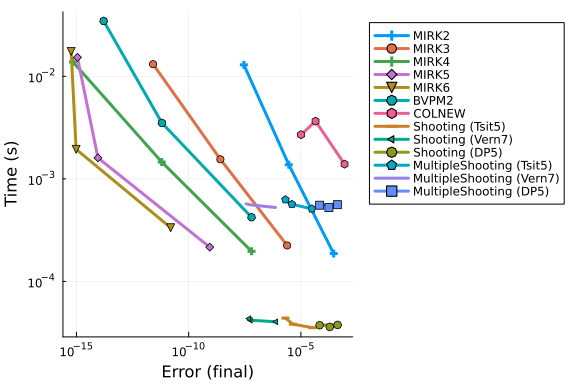 MIRK2
MIRK3
MIRK4
MIRK5
MIRK6
BVPM2
COLNEW
Shooting (Tsit5)
Shooting (Vern7)
Shooting (DP5)
MultipleShooting (Tsit5)
MultipleShooting (Vern7)
MultipleShooting (DP5)
Time (s)
10⁻²
10⁻³
10⁻⁴
10⁻¹⁵ 10⁻¹⁰ 10⁻⁵
Error (final)